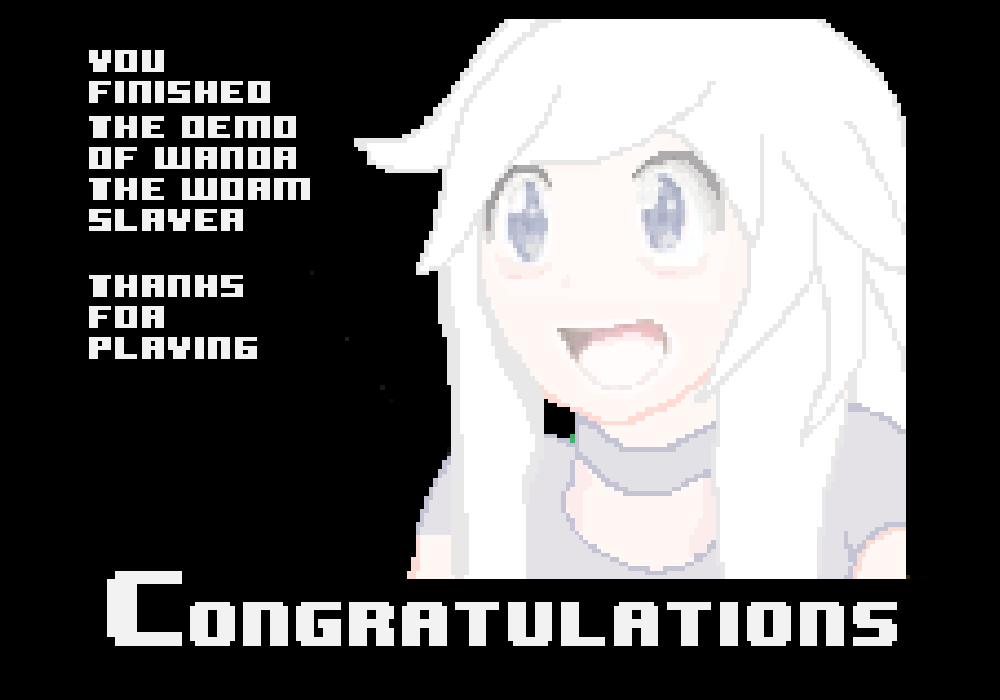 YOU
FINISHED
THE DEMO
OF WANDA
THE WORM
SLAYER
THANKS
FOR
PLAYING
CONGRATULATIONS